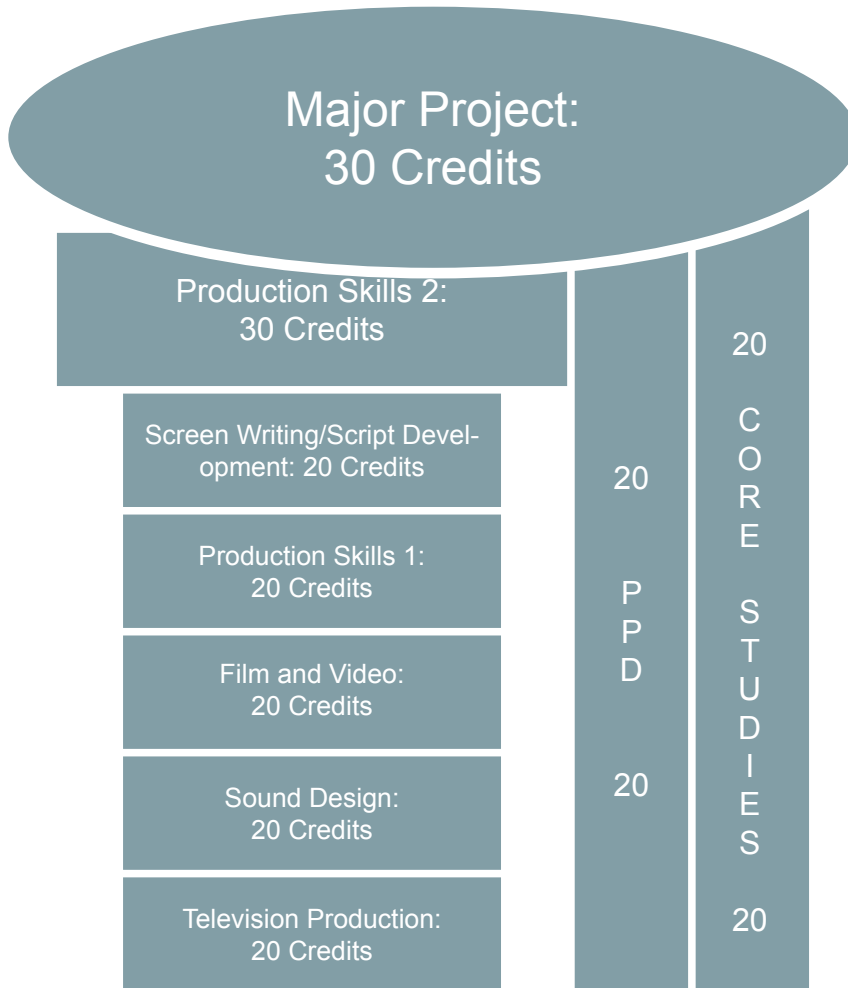 Major Project:
30 Credits
Production Skills 2:
30 Credits
Screen Writing/Script Devel-
opment: 20 Credits
Production Skills 1:
20 Credits
Film and Video:
20 Credits
Sound Design:
20 Credits
Television Production:
20 Credits
20
P
P
D
20
20
C
O
R
E
S
T
U
D
I
E
S
20